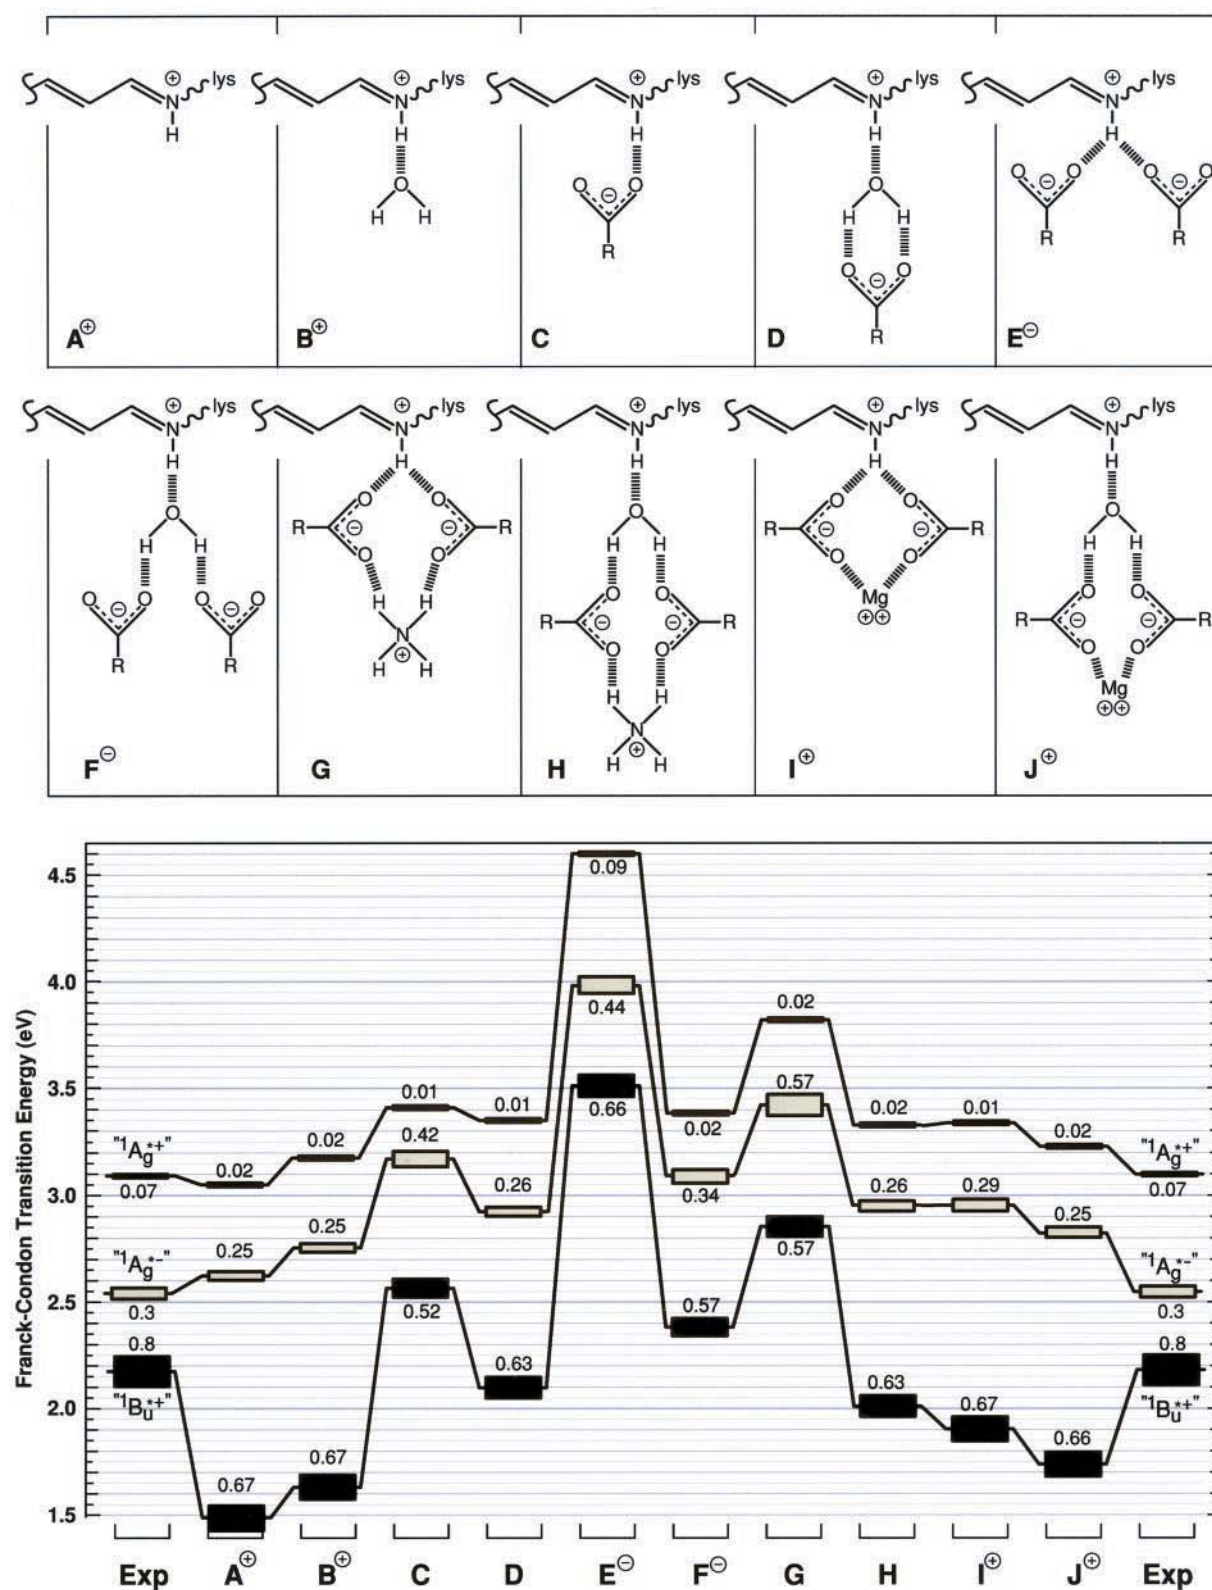 ⊕ ⊕ ⊕ ⊕ ⊕
N lys N lys N lys N lys N lys
H H H H H
O O O O O O O O
H H ⊖ H H ⊖ ⊖
R O O R R
⊖
R
A⊕ B⊕ C D E⊖
⊕ ⊕ ⊕ ⊕ ⊕
N lys N lys N lys N lys N lys
H H H H H
O O O O O O O
R ⊖ ⊖ R R ⊖ ⊖ R
H H O O H H O O H H
O O O O H H O O Mg O O
⊖ ⊖ N R ⊖ ⊖ R ⊕⊕ R ⊖ ⊖ R
R R H ⊕ H O O O O
H H Mg
N ⊕⊕
H ⊕ H
F⊖ G H I⊕ J⊕
Franck-Condon Transition Energy (eV)
4.5
4.0
3.5
3.0
2.5
2.0
1.5
"1Ag*+" 0.02 0.02 0.01 0.01 0.09 0.02 0.02 0.02 0.01 0.02 "1Ag*+"
0.07 0.07
"1Ag*-" 0.25 0.25 0.42 0.26 0.44 0.34 0.57 0.26 0.29 0.25 "1Ag*-"
0.3 0.3
0.8 0.67 0.67 0.52 0.63 0.66 0.57 0.57 0.63 0.67 0.66 0.8
"1Bu*+" "1Bu*+"
Exp A⊕ B⊕ C D E⊖ F⊖ G H I⊕ J⊕ Exp